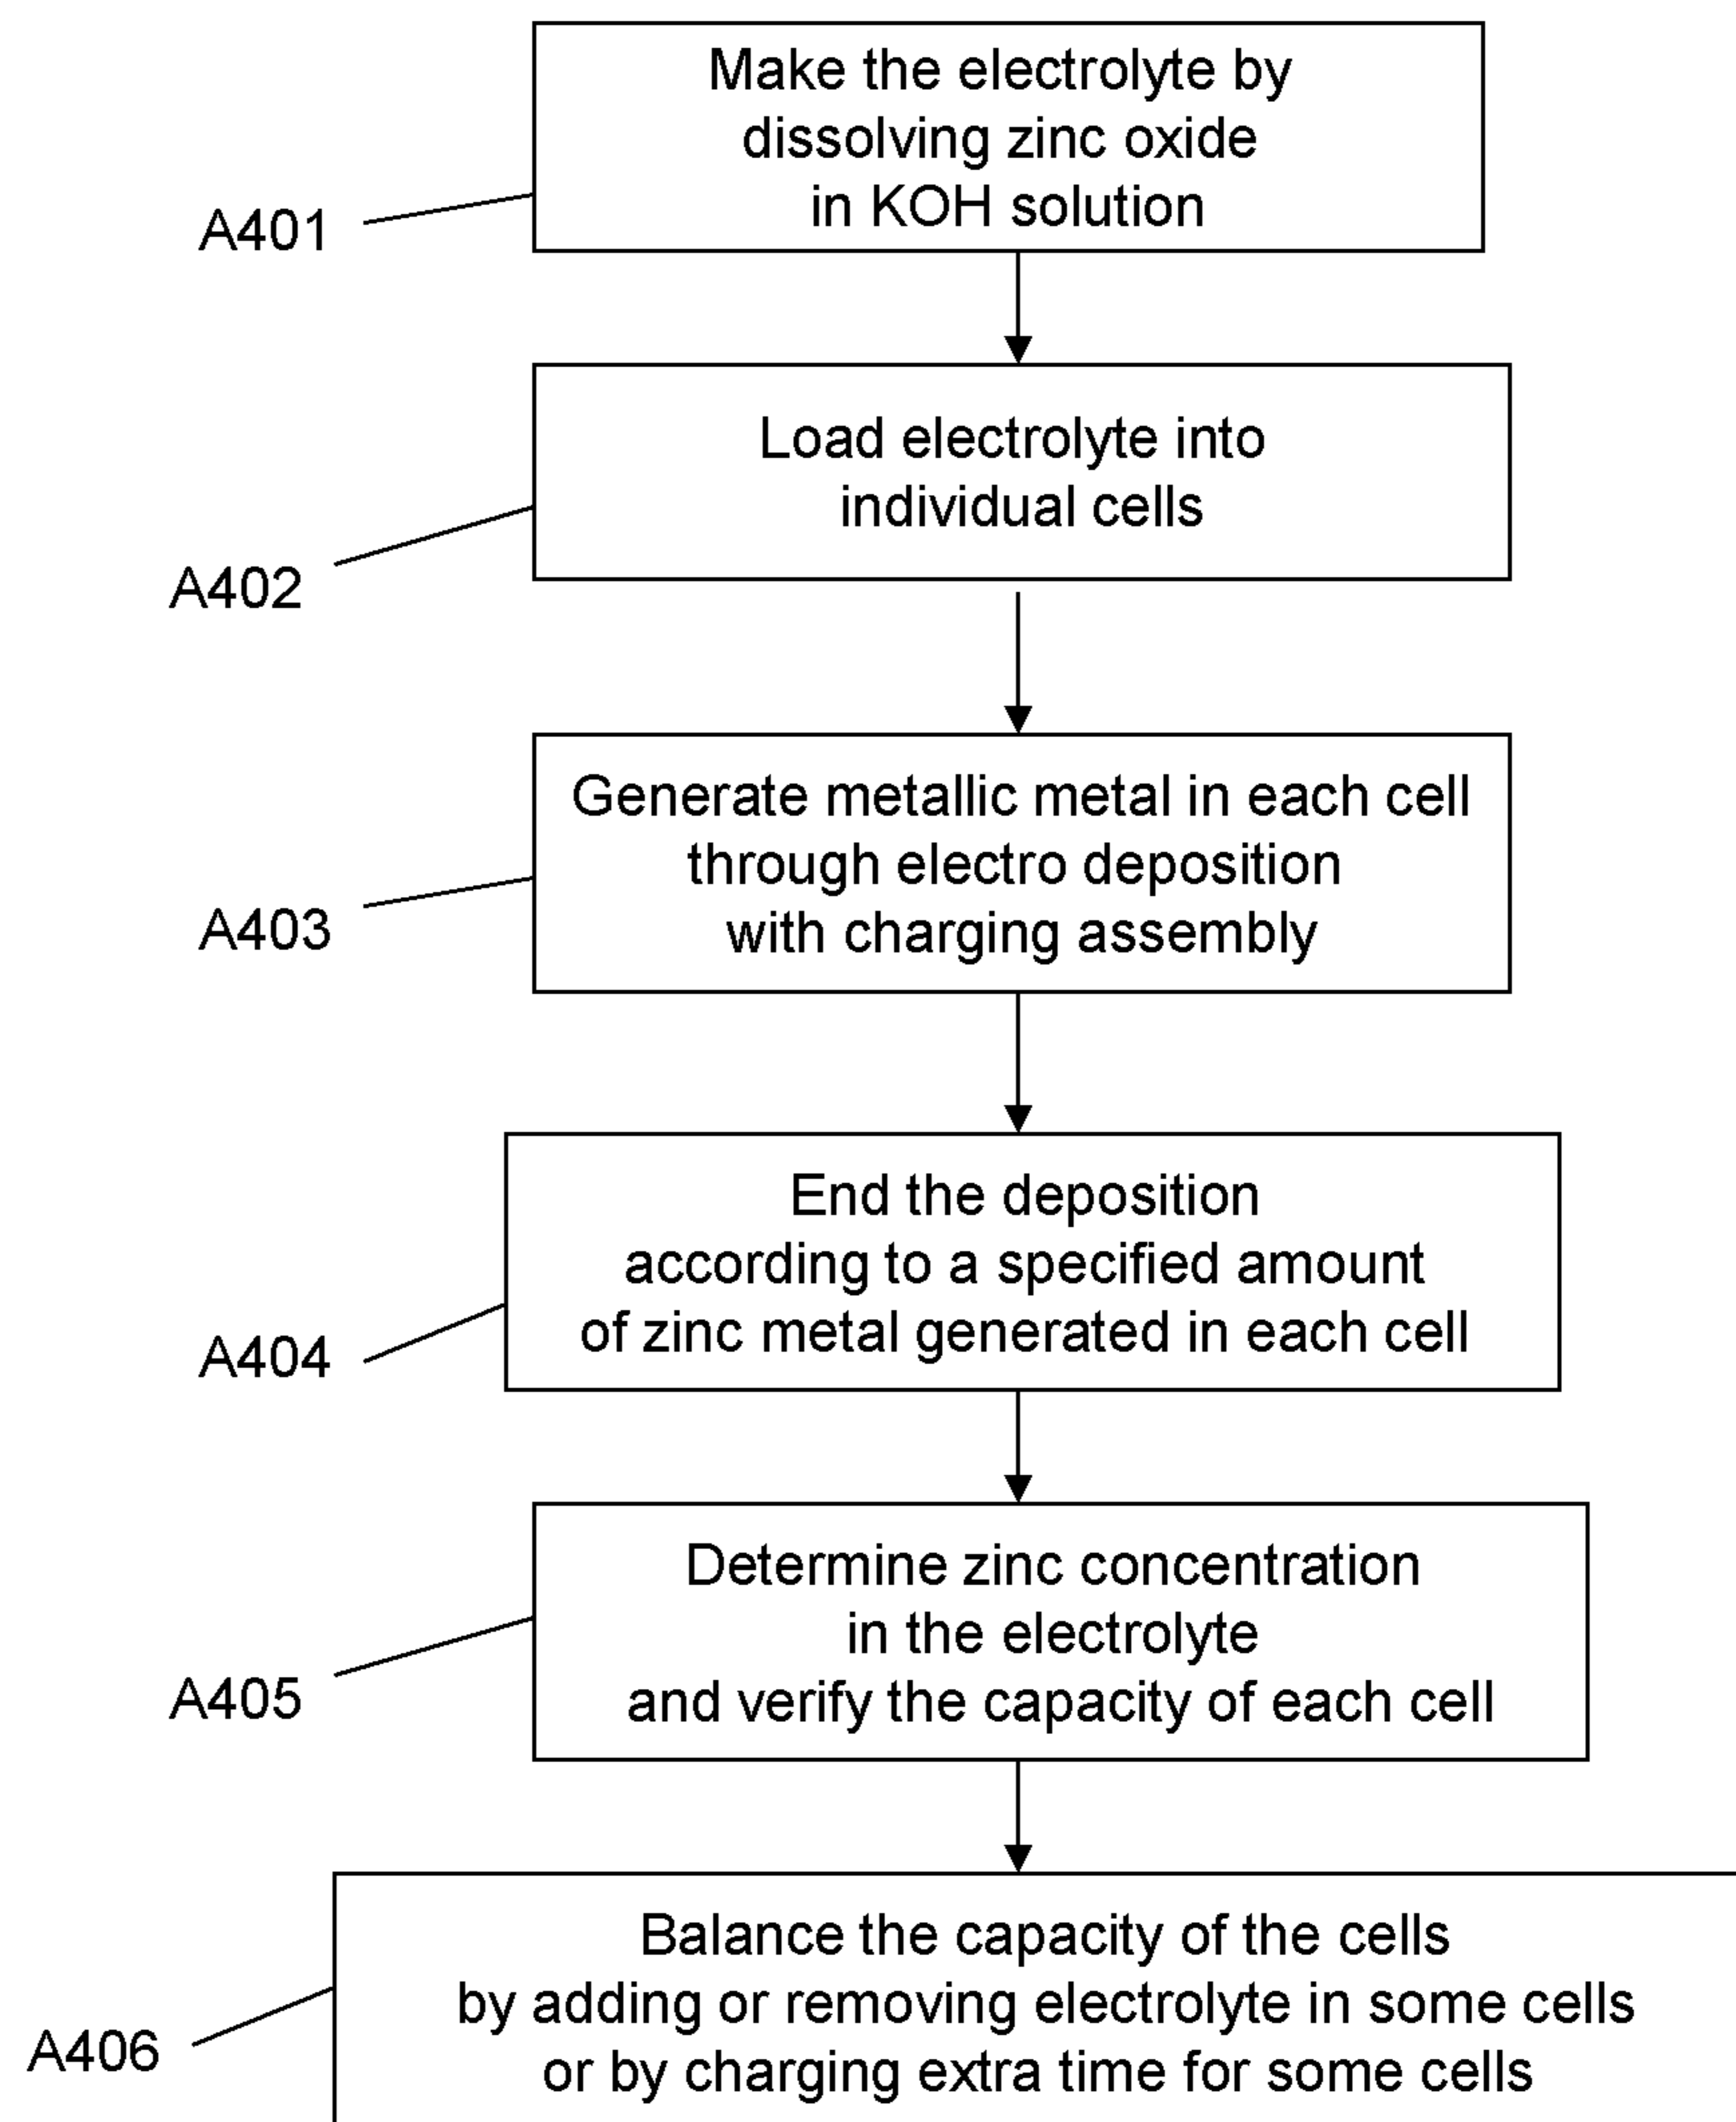 Make the electrolyte by
dissolving zinc oxide
in KOH solution
A401
Load electrolyte into
individual cells
A402
Generate metallic metal in each cell
through electro deposition
with charging assembly
A403
End the deposition
according to a specified amount
of zinc metal generated in each cell
A404
Determine zinc concentration
in the electrolyte
and verify the capacity of each cell
A405
Balance the capacity of the cells
by adding or removing electrolyte in some cells
or by charging extra time for some cells
A406